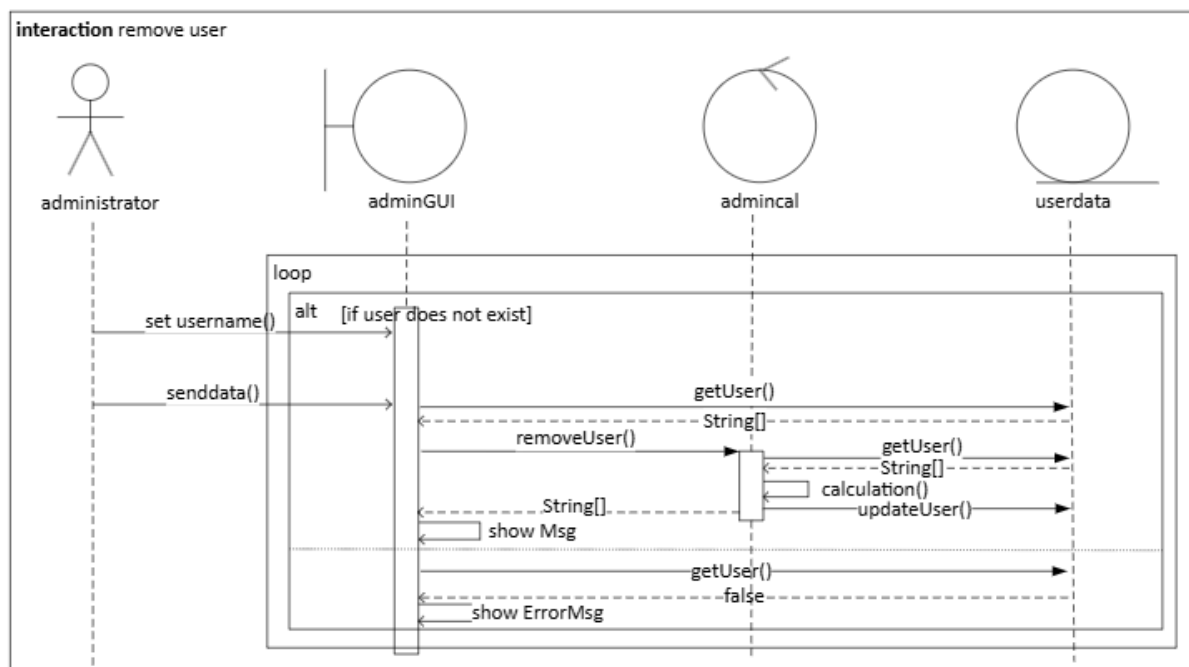 interaction remove user
administrator
adminGUI
admincal
userdata
loop
alt [if user does not exist]
set username()
senddata()
getUser()
String[]
removeUser()
getUser()
String[]
calculation()
String[]
updateUser()
show Msg
getUser()
false
show ErrorMsg